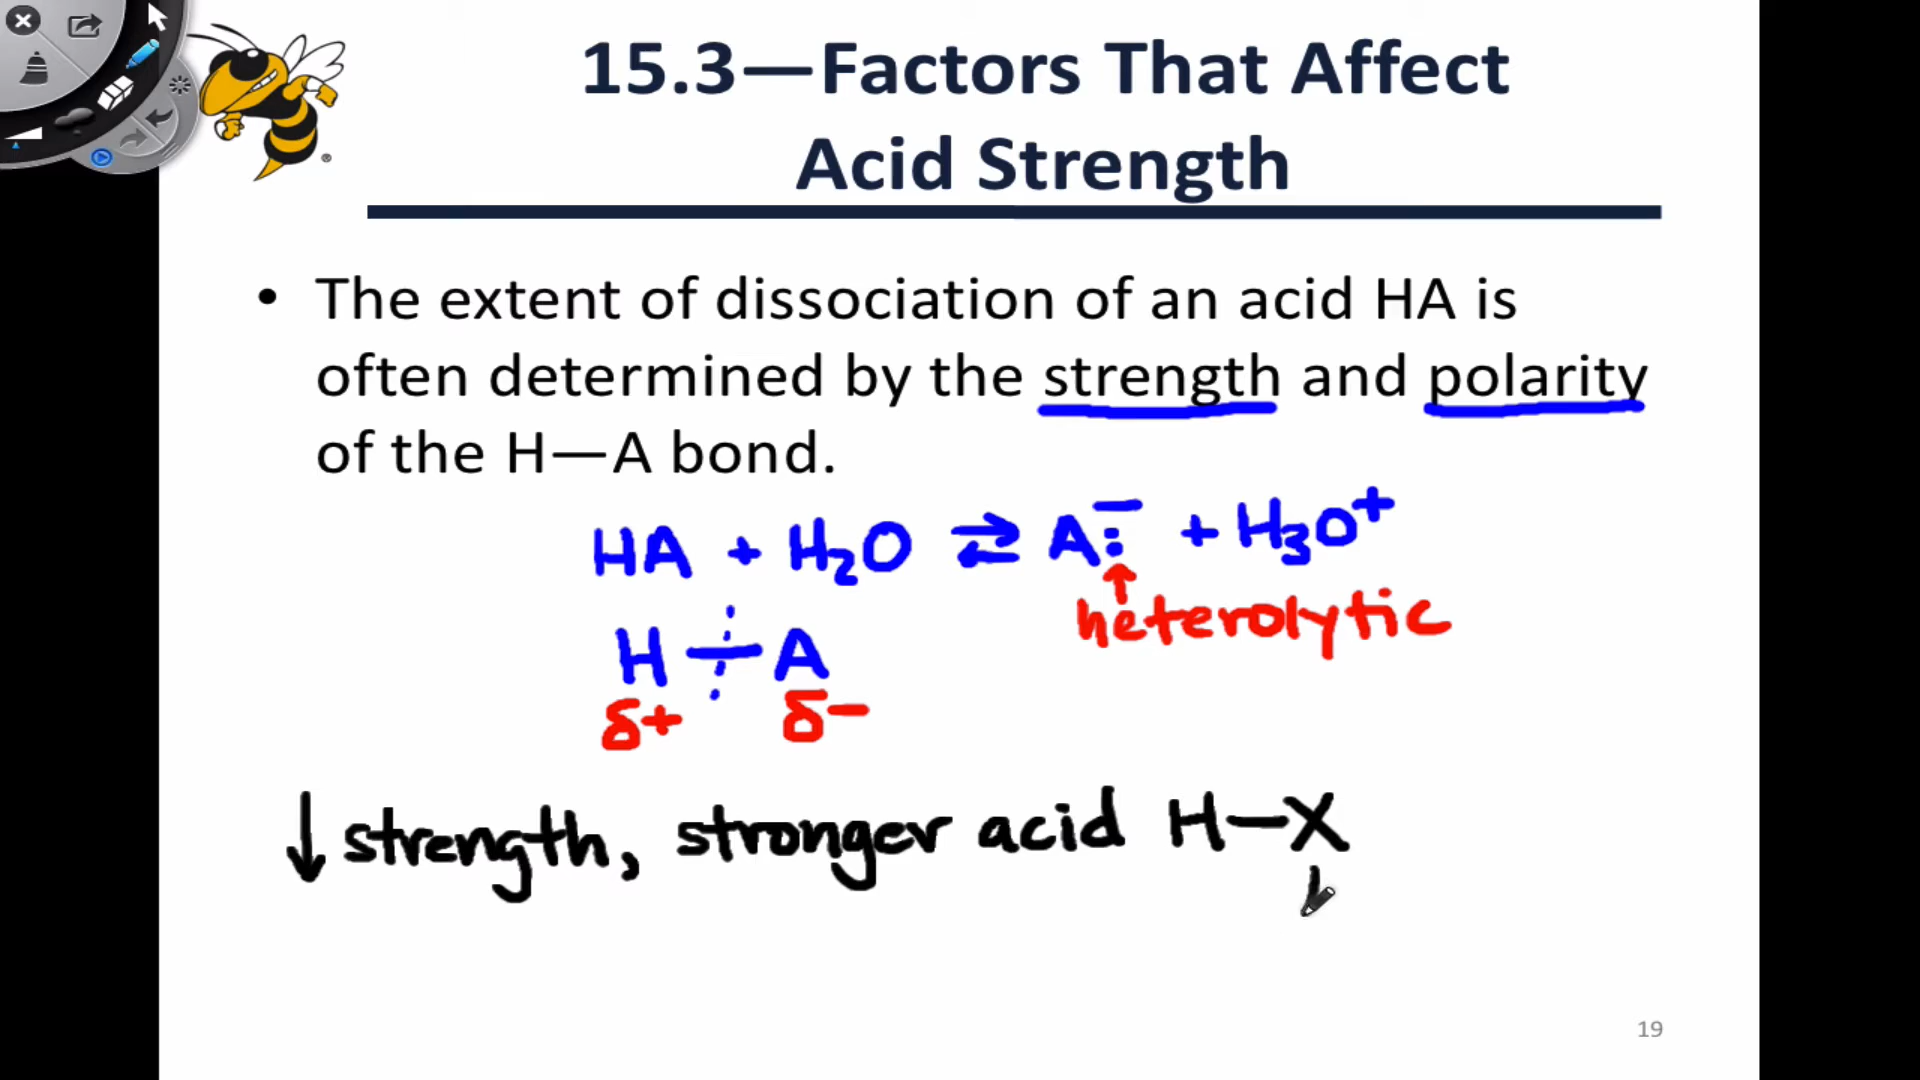 15.3—Factors That Affect
Acid Strength
• The extent of dissociation of an acid HA is
often determined by the strength and polarity
of the H—A bond.
HA + H₂O ⇌ A:⁻ + H₃O⁺
↑
heterolytic
H—A
δ+ δ−
↓ strength, stronger acid H–X
19